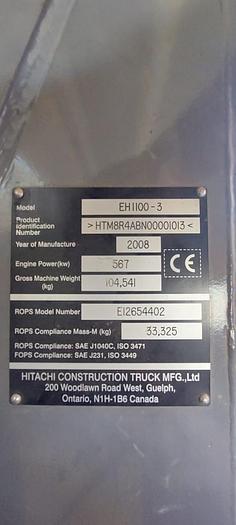 Model EH1100-3
Product
Identification
Number >HTM8R4ABN00001013<
Year of Manufacture 2008
Engine Power(kw) 567
CE
Gross Machine Weight
(kg) 104,541
ROPS Model Number E12654402
ROPS Compliance Mass-M (kg) 33,325
ROPS Compliance: SAE J1040C, ISO 3471
FOPS Compliance: SAE J231, ISO 3449
HITACHI CONSTRUCTION TRUCK MFG.,Ltd
200 Woodlawn Road West, Guelph,
Ontario, N1H-1B6 Canada